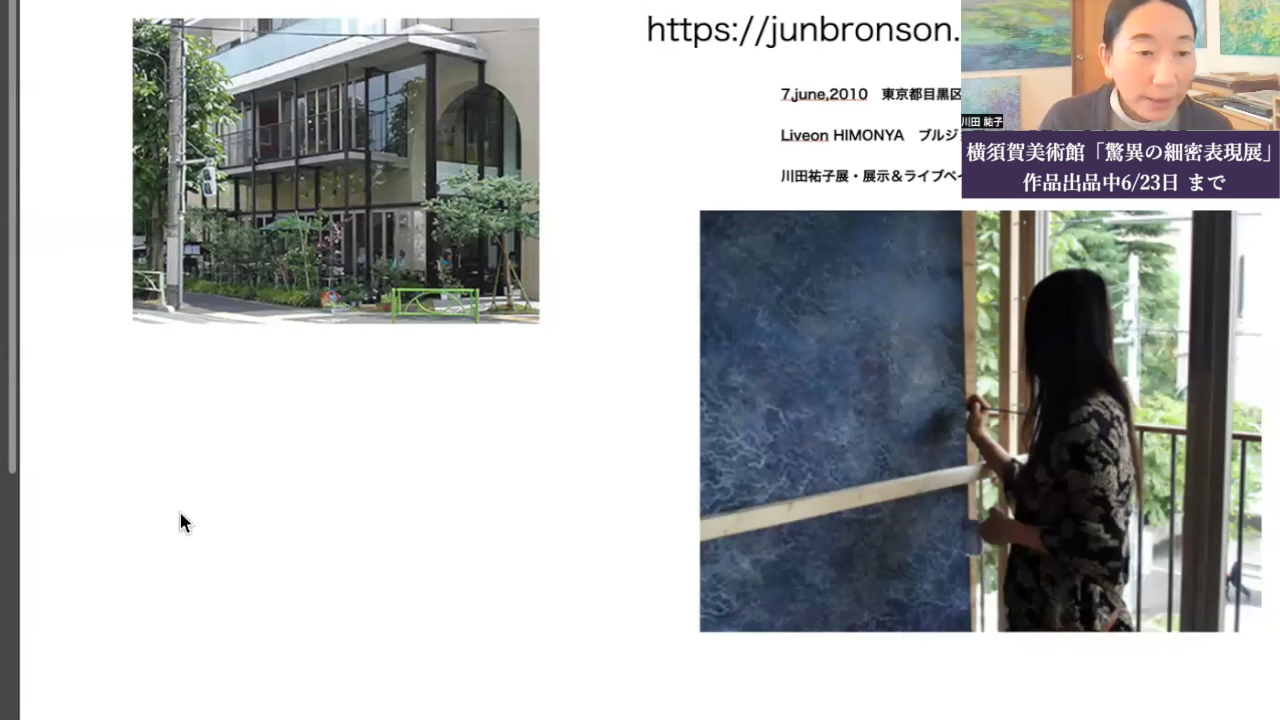 https://junbronson.
7,june,2010 東京都目黒区
Liveon HIMONYA ブルジ
川田祐子展・展示＆ライブペイ
川田 祐子
横須賀美術館「驚異の細密表現展」
作品出品中6/23日 まで